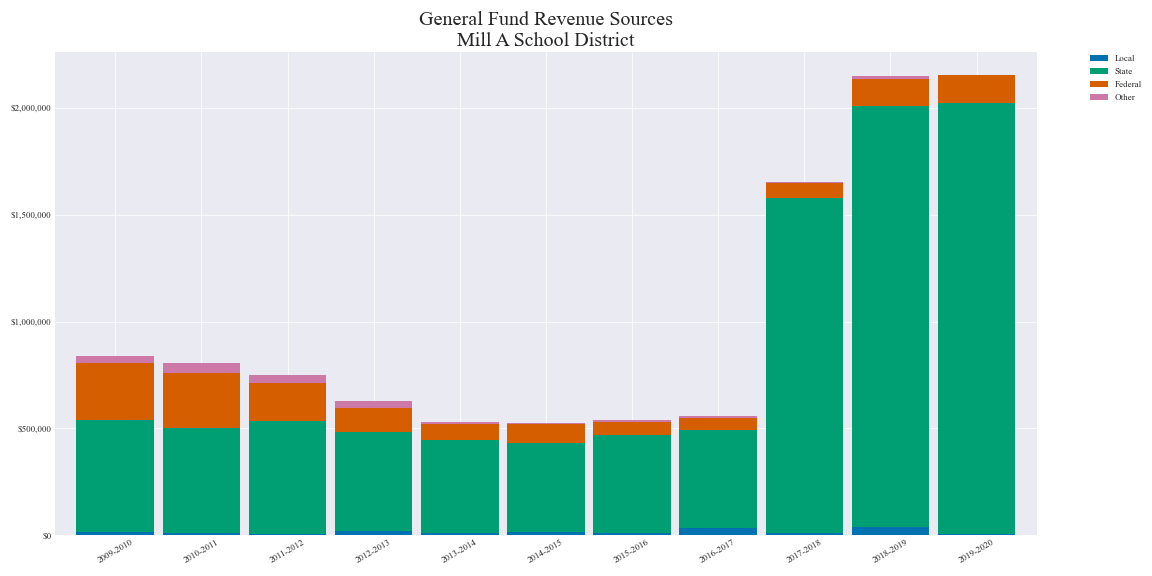 General Fund Revenue Sources
Mill A School District
Local
State
Federal
Other
$2,000,000
$1,500,000
$1,000,000
$500,000
$0
2009-2010
2010-2011
2011-2012
2012-2013
2013-2014
2014-2015
2015-2016
2016-2017
2017-2018
2018-2019
2019-2020